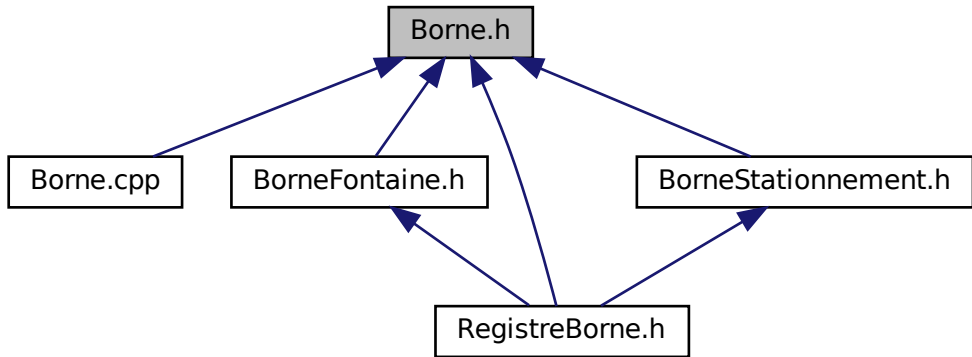 Borne.h
Borne.cpp
BorneFontaine.h
BorneStationnement.h
RegistreBorne.h